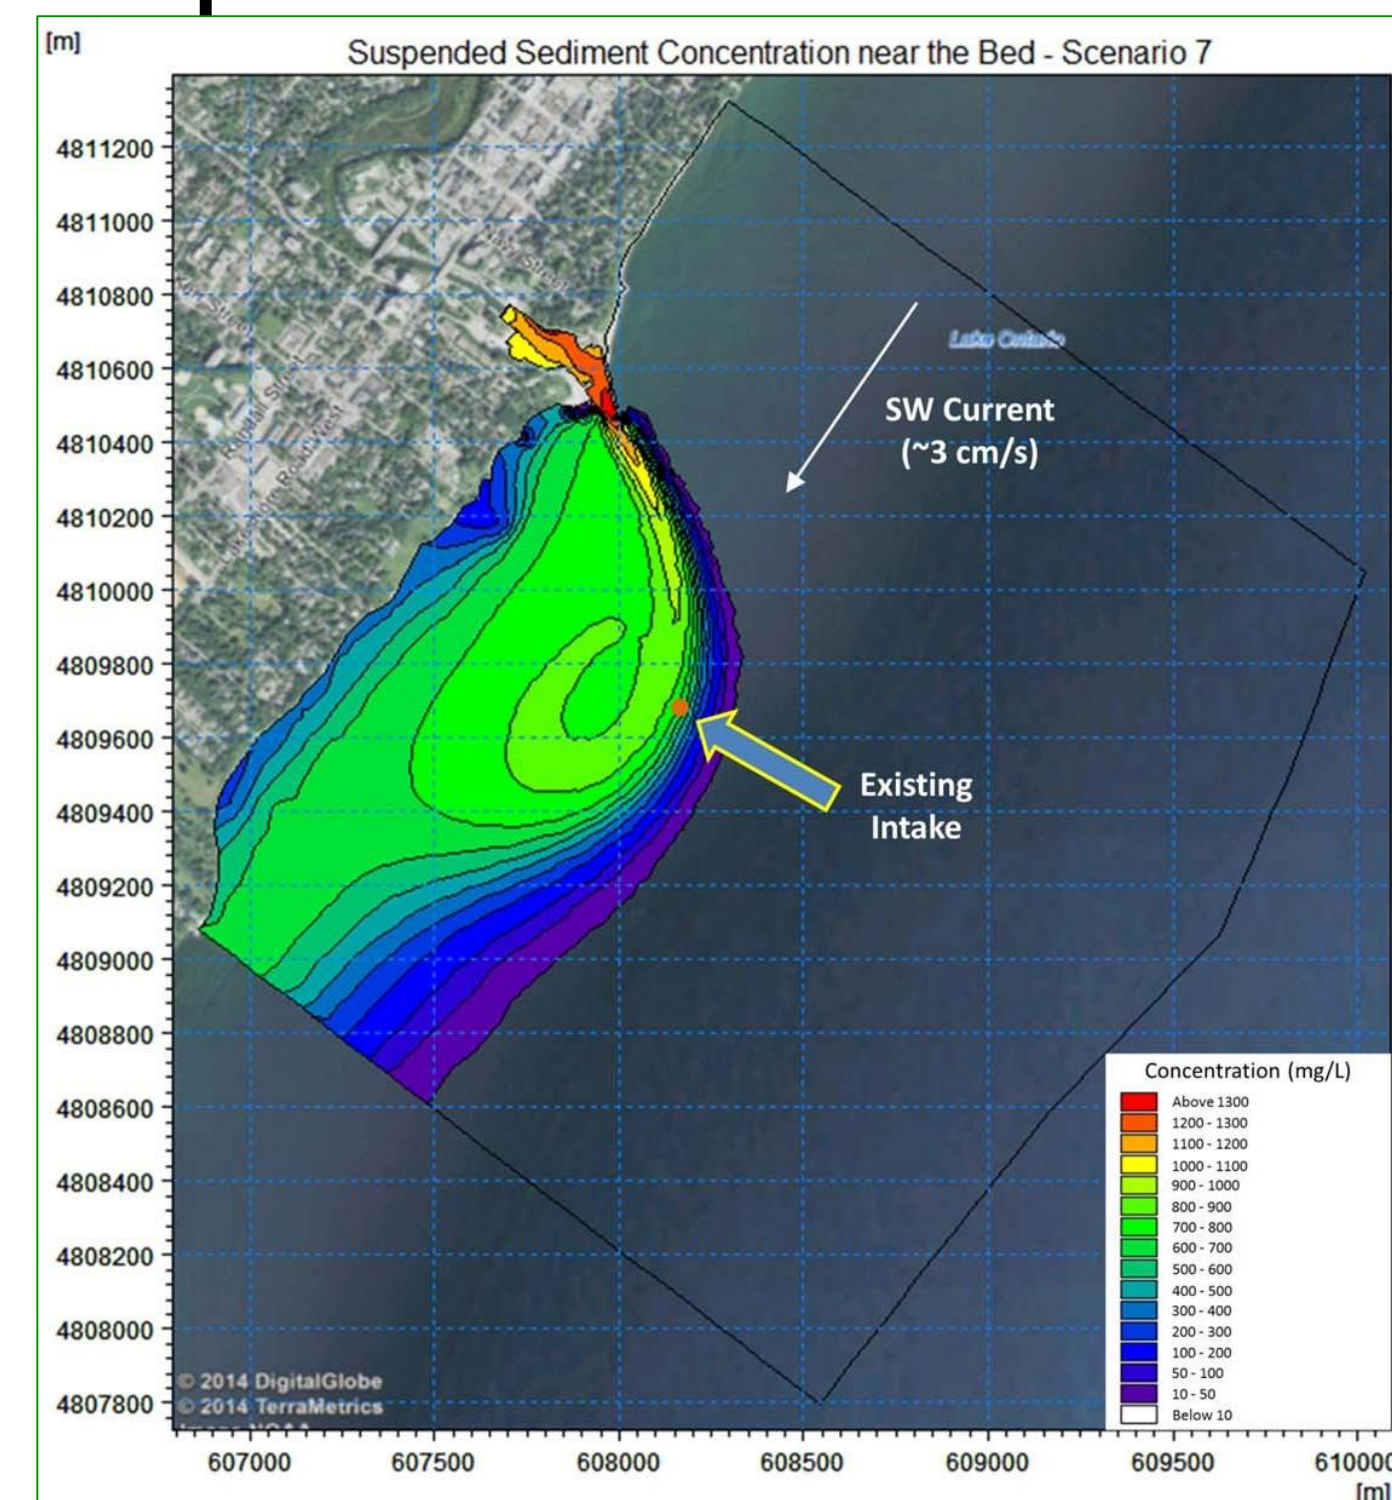 [m]
Suspended Sediment Concentration near the Bed - Scenario 7
4811200
4811000
4810800
4810600
4810400
4810200
4810000
4809800
4809600
4809400
4809200
4809000
4808800
4808600
4808400
4808200
4808000
4807800
Lake Ontario
SW Current
(~3 cm/s)
Existing
Intake
Concentration (mg/L)
Above 1300
1200 - 1300
1100 - 1200
1000 - 1100
900 - 1000
800 - 900
700 - 800
600 - 700
500 - 600
400 - 500
300 - 400
200 - 300
100 - 200
50 - 100
10 - 50
Below 10
© 2014 DigitalGlobe
© 2014 TerraMetrics
607000
607500
608000
608500
609000
609500
[m]